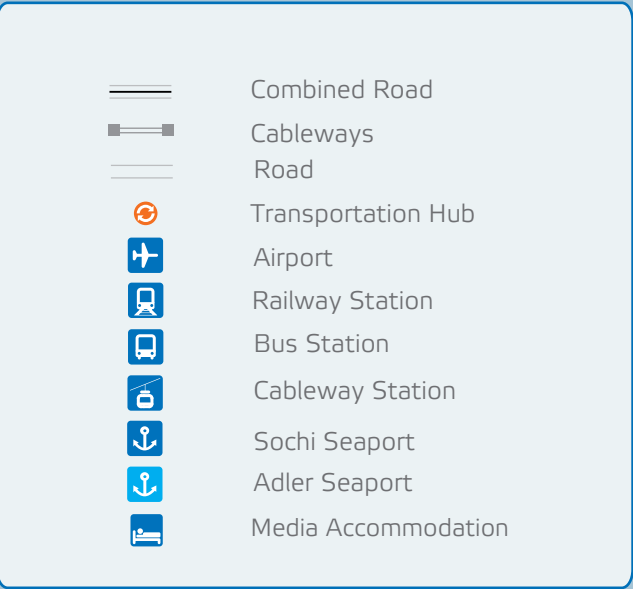 Combined Road
Cableways
Road
Transportation Hub
Airport
Railway Station
Bus Station
Cableway Station
Sochi Seaport
Adler Seaport
Media Accommodation